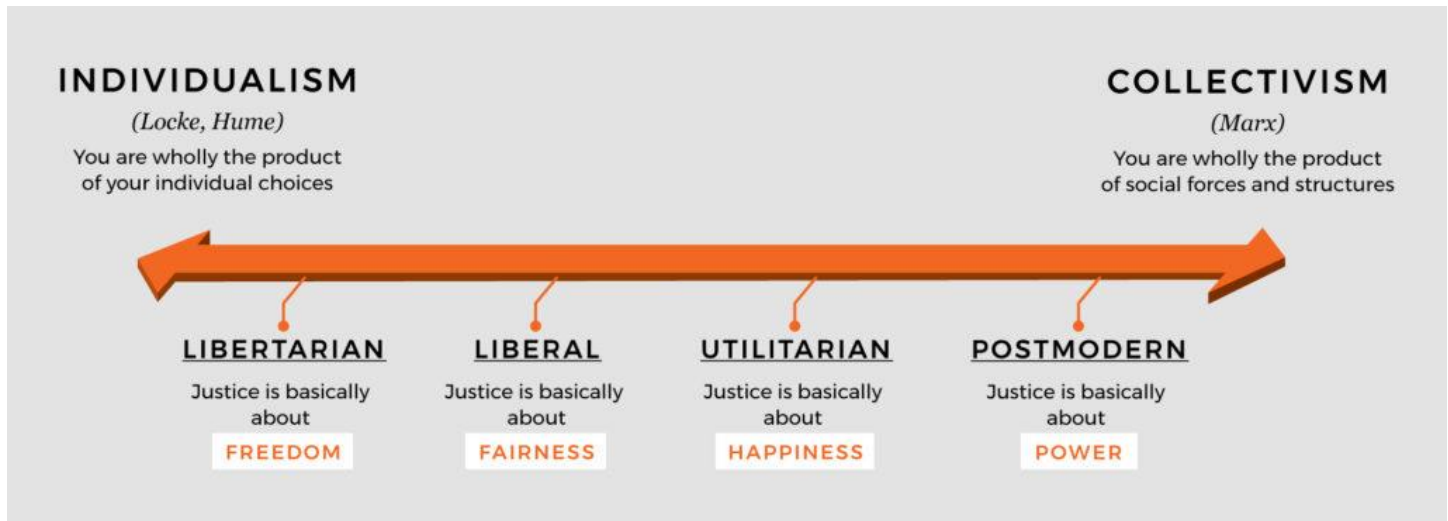 INDIVIDUALISM
(Locke, Hume)
You are wholly the product
of your individual choices
COLLECTIVISM
(Marx)
You are wholly the product
of social forces and structures
LIBERTARIAN
Justice is basically
about
FREEDOM
LIBERAL
Justice is basically
about
FAIRNESS
UTILITARIAN
Justice is basically
about
HAPPINESS
POSTMODERN
Justice is basically
about
POWER